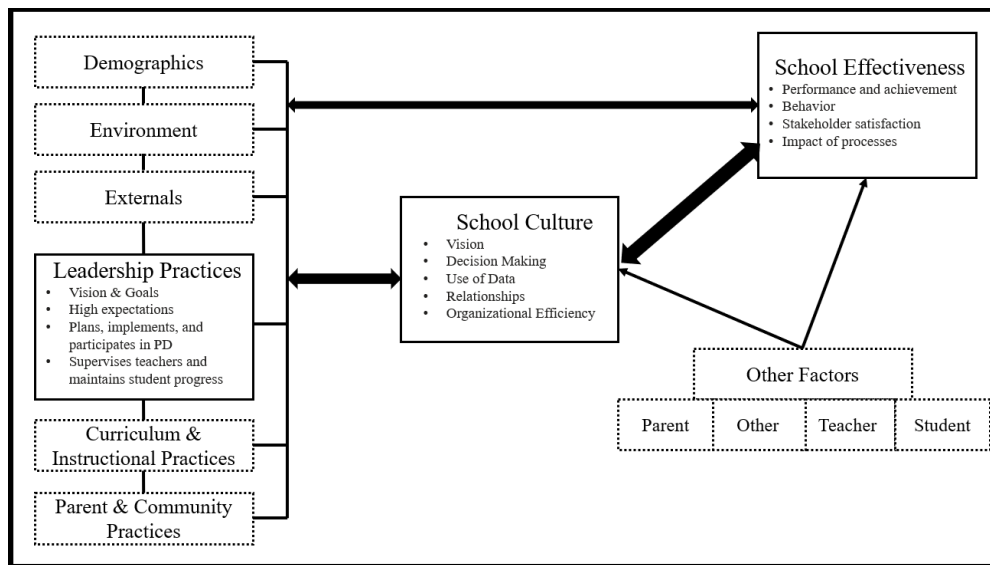 Demographics
Environment
Externals
Leadership Practices
• Vision & Goals
• High expectations
• Plans, implements, and
participates in PD
• Supervises teachers and
maintains student progress
Curriculum &
Instructional Practices
Parent & Community
Practices
School Culture
• Vision
• Decision Making
• Use of Data
• Relationships
• Organizational Efficiency
School Effectiveness
• Performance and achievement
• Behavior
• Stakeholder satisfaction
• Impact of processes
Other Factors
Parent
Other
Teacher
Student